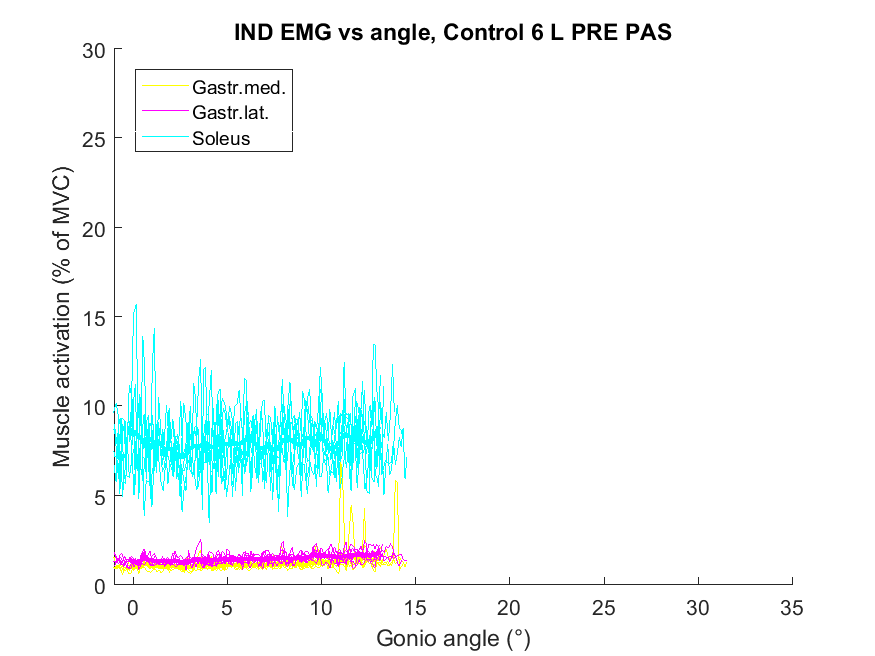 IND EMG vs angle, Control 6 L PRE PAS
30
25
20
15
10
5
0
Muscle activation (% of MVC)
Gastr.med.
Gastr.lat.
Soleus
0 5 10 15 20 25 30 35
Gonio angle (°)